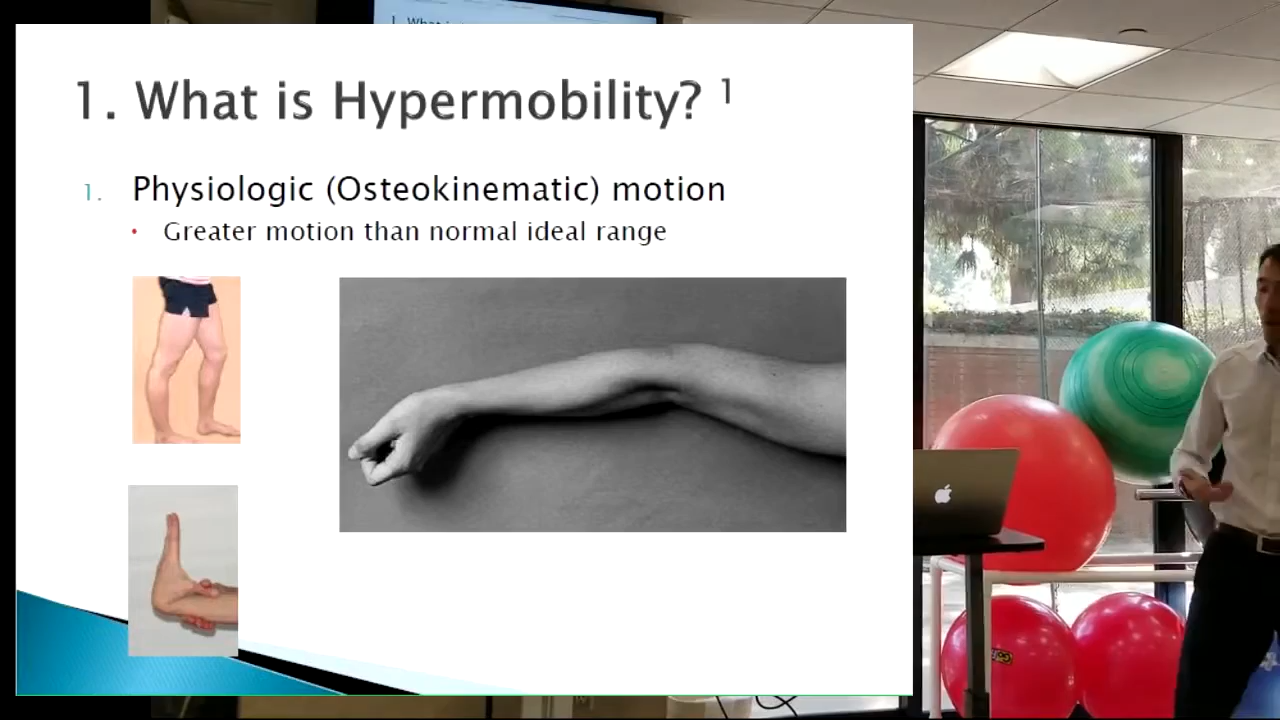 1. What is Hypermobility? 1
1. Physiologic (Osteokinematic) motion
• Greater motion than normal ideal range